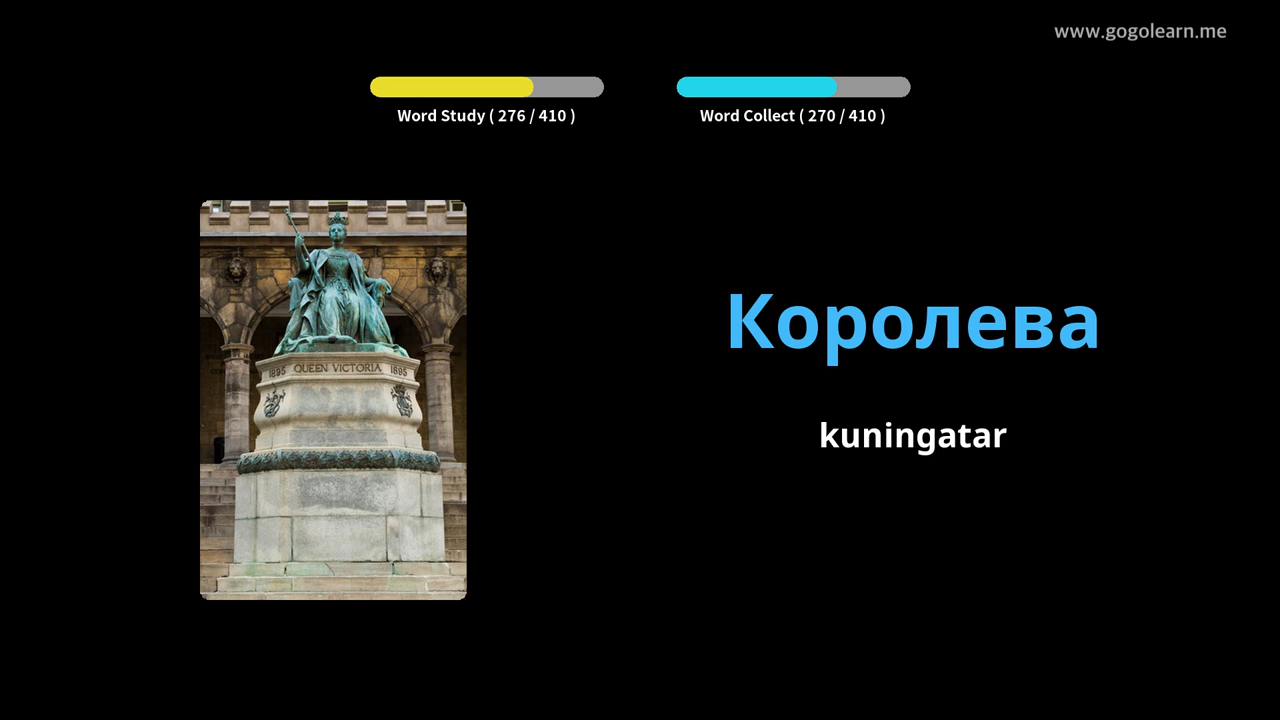 www.gogolearn.me
Word Study ( 276 / 410 )
Word Collect ( 270 / 410 )
1895 QUEEN VICTORIA 1895
Королева
kuningatar